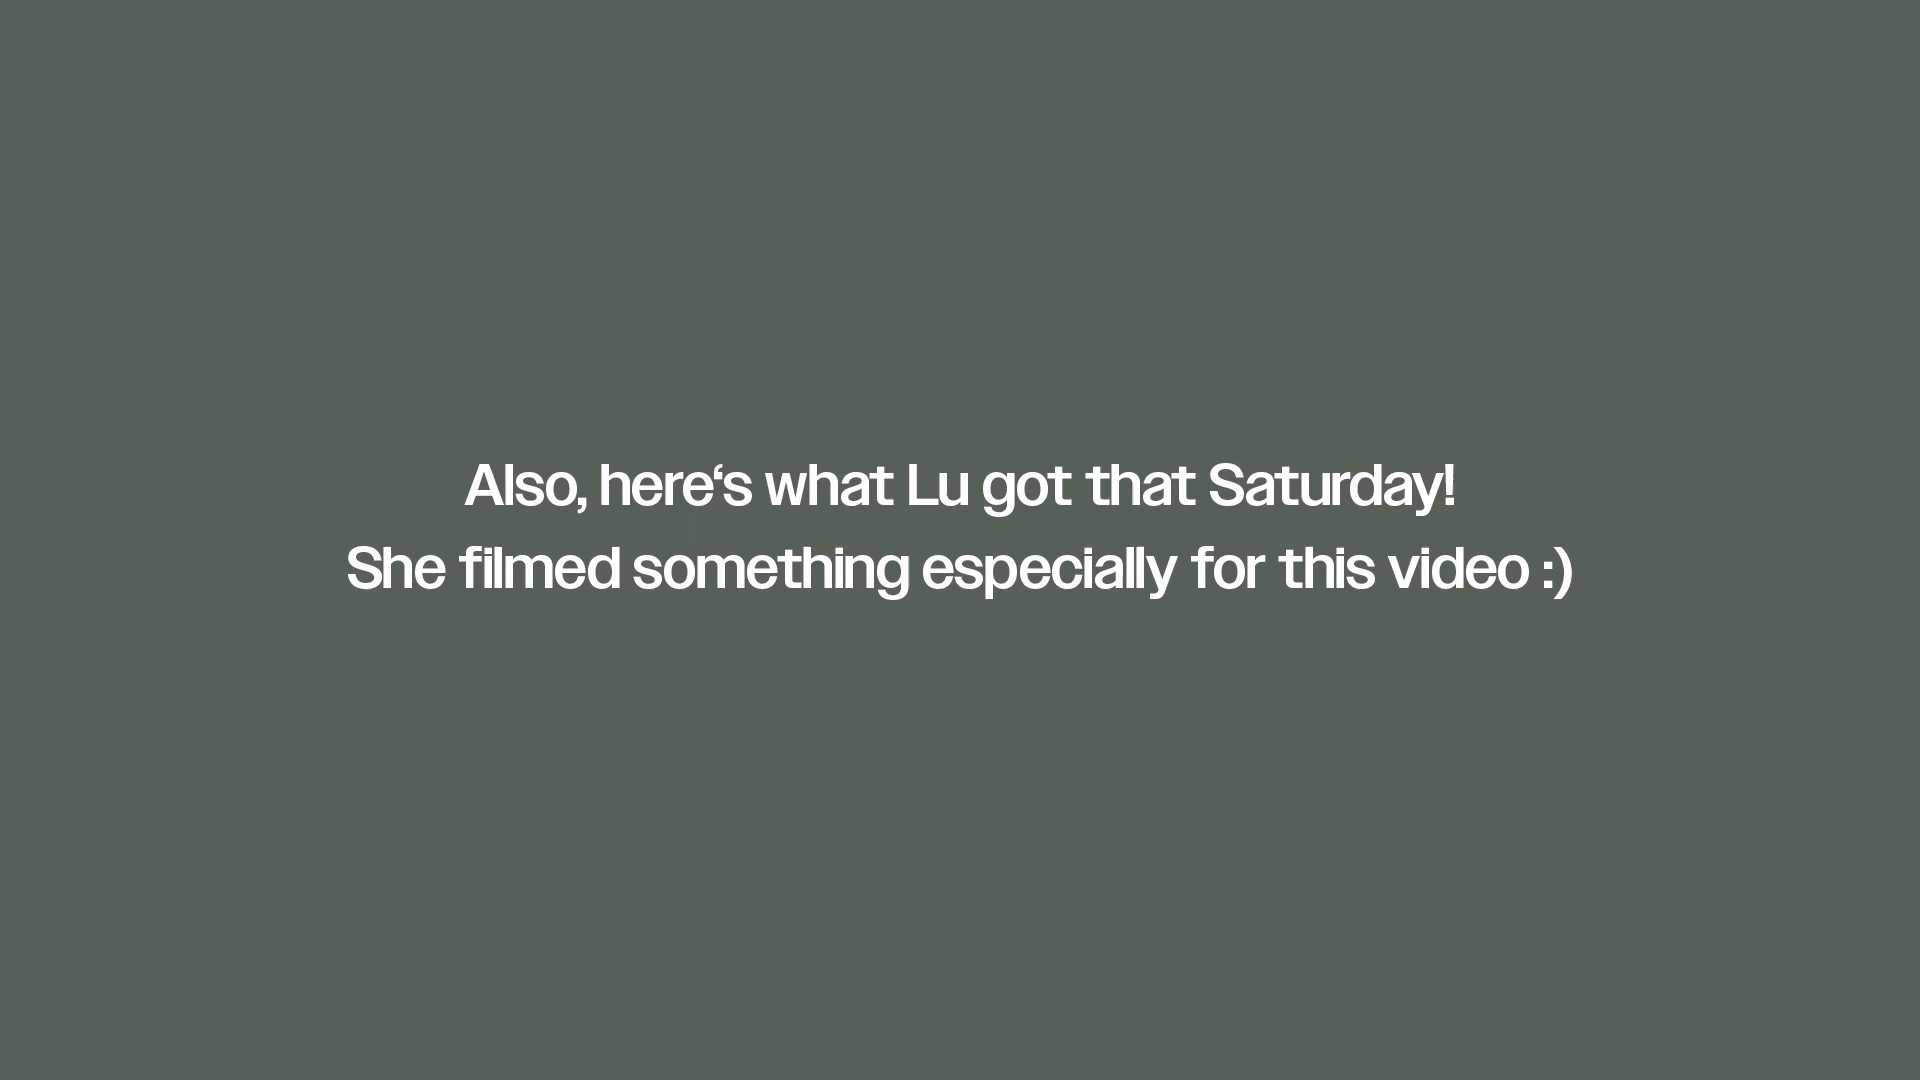 Also, here‘s what Lu got that Saturday!
She filmed something especially for this video :)